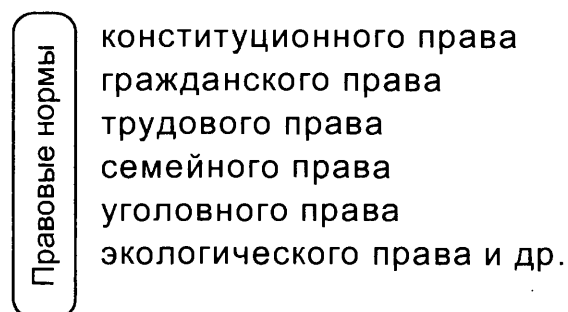 Правовые нормы
конституционного права
гражданского права
трудового права
семейного права
уголовного права
экологического права и др.